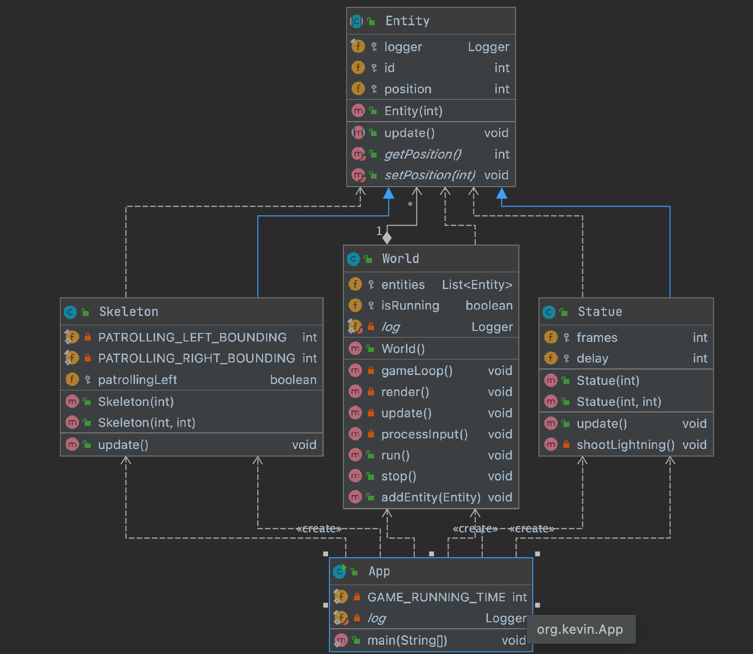 Entity
logger Logger
id int
position int
Entity(int)
update() void
getPosition() int
setPosition(int) void
*
1
World
entities List<Entity>
isRunning boolean
log Logger
World()
gameLoop() void
render() void
update() void
processInput() void
run() void
stop() void
addEntity(Entity) void
Skeleton
PATROLLING_LEFT_BOUNDING int
PATROLLING_RIGHT_BOUNDING int
patrollingLeft boolean
Skeleton(int)
Skeleton(int, int)
update() void
Statue
frames int
delay int
Statue(int)
Statue(int, int)
update() void
shootLightning() void
«create» «create» «create»
App
GAME_RUNNING_TIME int
log Logger
main(String[]) void
org.kevin.App